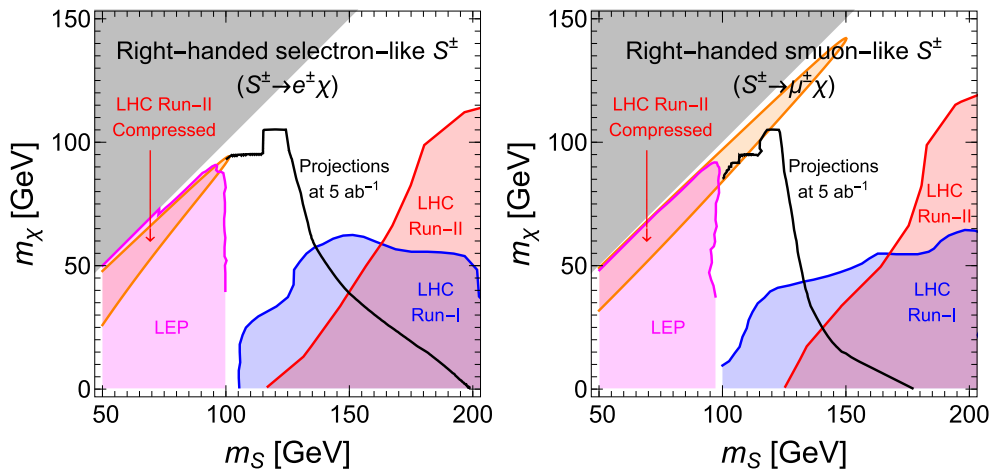 Right-handed selectron-like S±
(S±→e±χ)
LHC Run-II
Compressed
Projections
at 5 ab⁻¹
LHC
Run-II
LHC
Run-I
LEP
150
100
50
0
mχ [GeV]
50
100
150
200
m_S [GeV]
Right-handed smuon-like S±
(S±→μ±χ)
LHC Run-II
Compressed
Projections
at 5 ab⁻¹
LHC
Run-II
LHC
Run-I
LEP
150
100
50
0
mχ [GeV]
50
100
150
200
m_S [GeV]